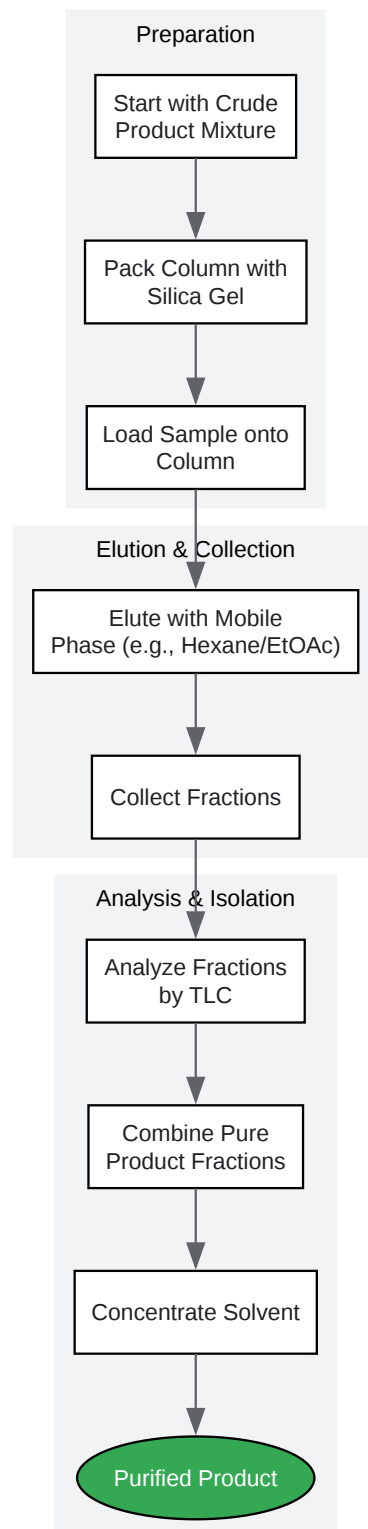 Preparation
Start with Crude
Product Mixture
Pack Column with
Silica Gel
Load Sample onto
Column
Elution & Collection
Elute with Mobile
Phase (e.g., Hexane/EtOAc)
Collect Fractions
Analysis & Isolation
Analyze Fractions
by TLC
Combine Pure
Product Fractions
Concentrate Solvent
Purified Product